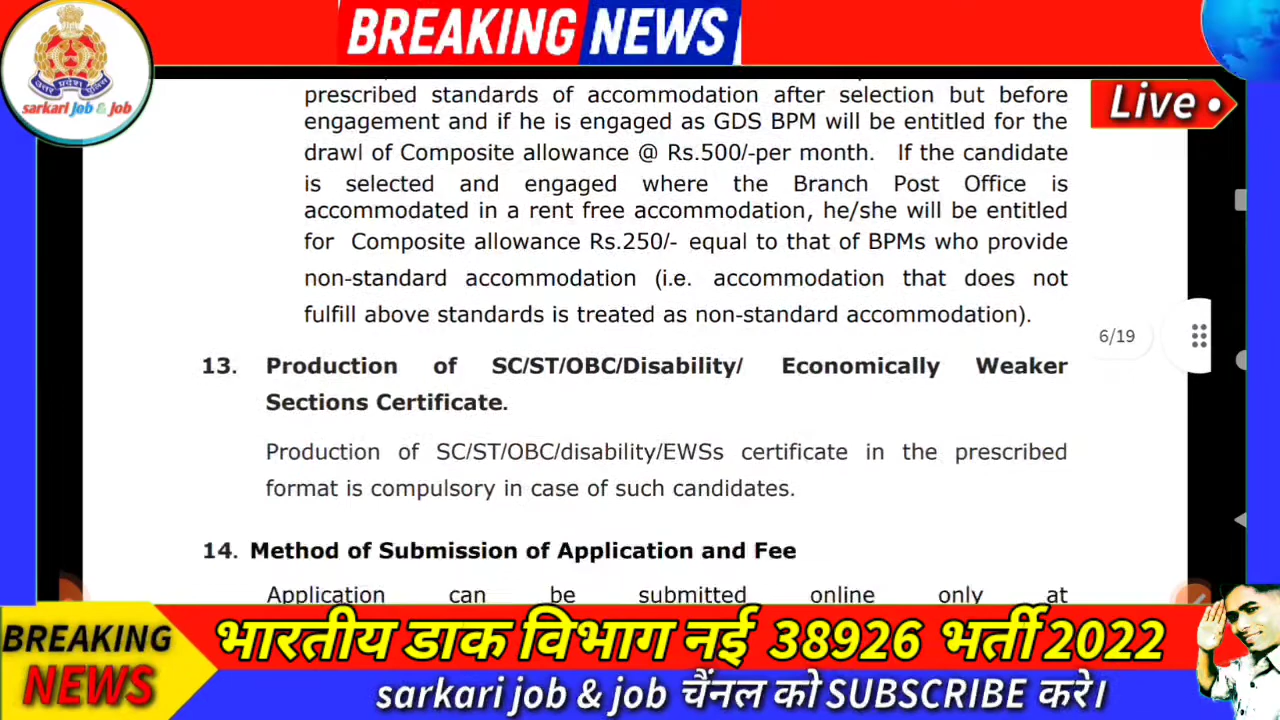 BREAKING NEWS
sarkari job & job
Live
prescribed standards of accommodation after selection but before
engagement and if he is engaged as GDS BPM will be entitled for the
drawl of Composite allowance @ Rs.500/-per month. If the candidate
is selected and engaged where the Branch Post Office is
accommodated in a rent free accommodation, he/she will be entitled
for Composite allowance Rs.250/- equal to that of BPMs who provide
non-standard accommodation (i.e. accommodation that does not
fulfill above standards is treated as non-standard accommodation).
6/19
13. Production of SC/ST/OBC/Disability/ Economically Weaker
Sections Certificate.
Production of SC/ST/OBC/disability/EWSs certificate in the prescribed
format is compulsory in case of such candidates.
14. Method of Submission of Application and Fee
Application can be submitted online only at
BREAKING
NEWS
भारतीय डाक विभाग नई 38926 भर्ती 2022
sarkari job & job चैंनल को SUBSCRIBE करे।